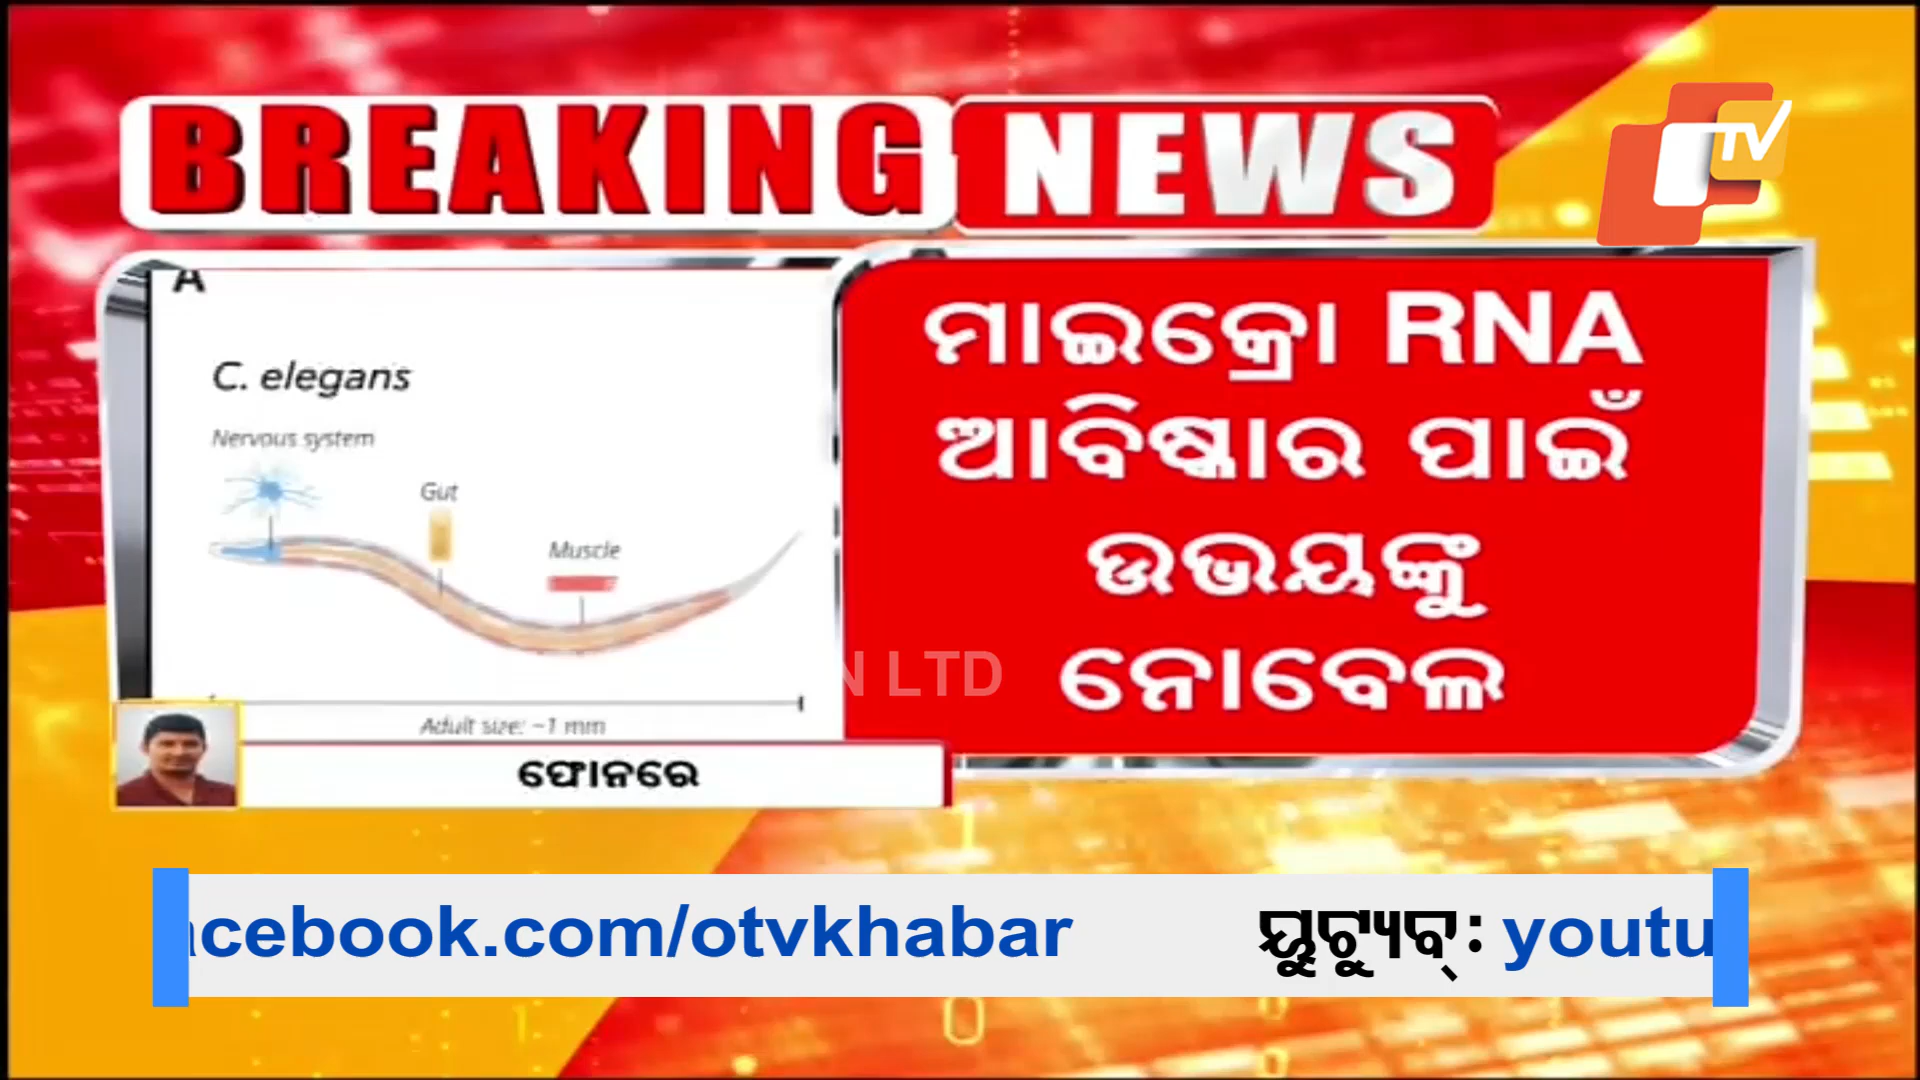 BREAKING NEWS
TV
A
C. elegans
Nervous system
Gut
Muscle
Adult size: ~1 mm
ମାଇକ୍ରୋ RNA
ଆବିଷ୍କାର ପାଇଁ
ଉଭୟଙ୍କୁ
ନୋବେଲ
N LTD
ଫୋନରେ
acebook.com/otvkhabar ୟୁଟ୍ୟୁବ୍: youtu